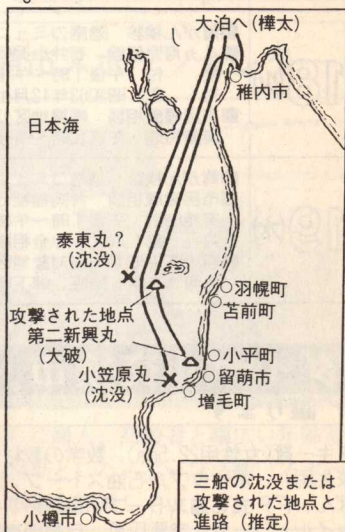 大泊へ(樺太)
稚内市
日本海
泰東丸?
(沈没)
羽幌町
苫前町
攻撃された地点
第二新興丸
(大破)
小平町
小笠原丸
(沈没)
留萌市
増毛町
三船の沈没または
攻撃された地点と
進路(推定)
小樽市